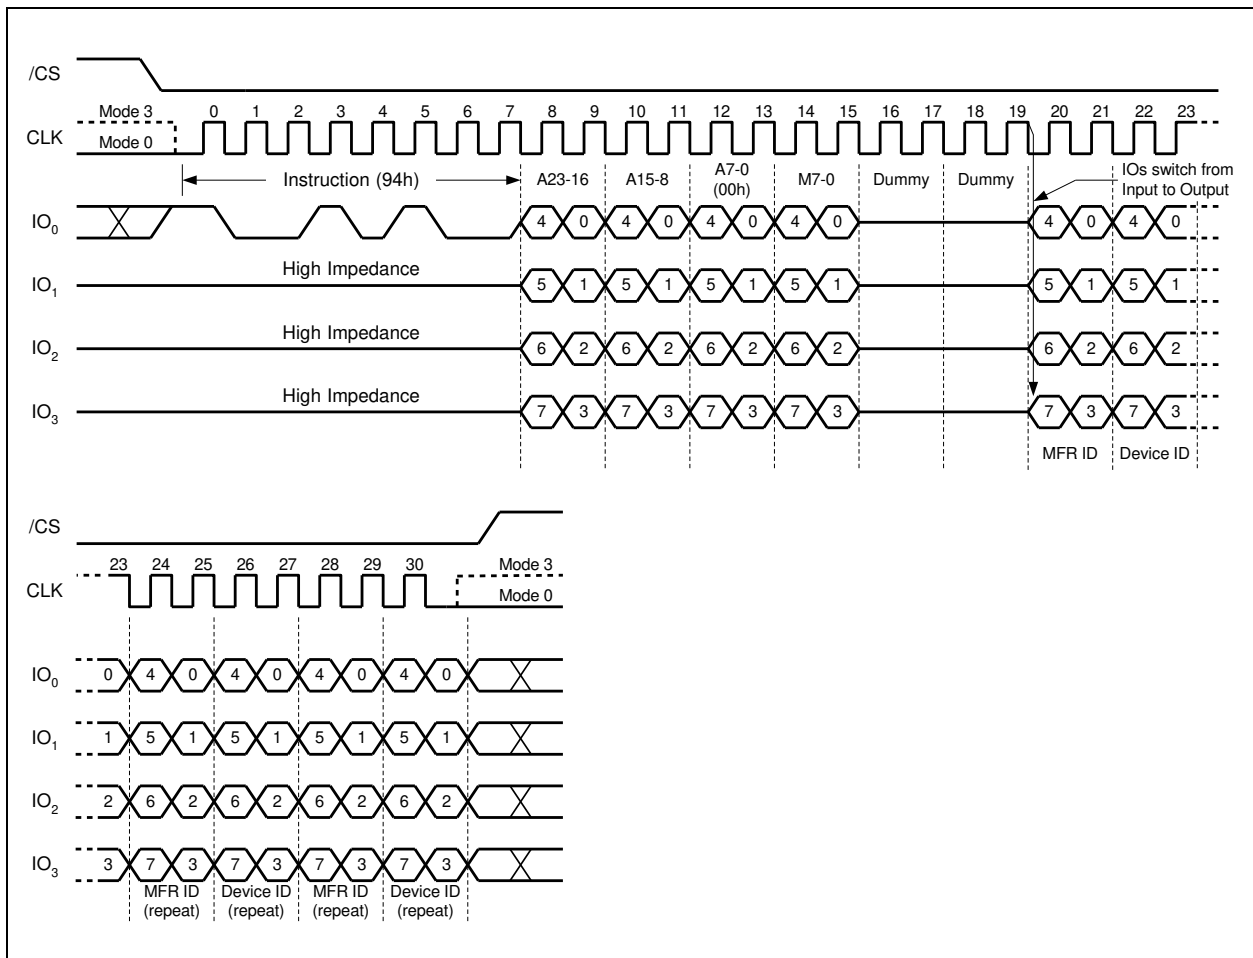 /CS
Mode 3 0 1 2 3 4 5 6 7 8 9 10 11 12 13 14 15 16 17 18 19 20 21 22 23
CLK Mode 0
Instruction (94h) A23-16 A15-8 A7-0 (00h) M7-0 Dummy Dummy IOs switch from Input to Output
IO0 4 0 4 0 4 0 4 0 4 0 4 0
High Impedance
IO1 5 1 5 1 5 1 5 1 5 1 5 1
High Impedance
IO2 6 2 6 2 6 2 6 2 6 2 6 2
High Impedance
IO3 7 3 7 3 7 3 7 3 7 3 7 3
MFR ID Device ID
/CS
23 24 25 26 27 28 29 30 Mode 3
CLK Mode 0
IO0 0 4 0 4 0 4 0 4 0
IO1 1 5 1 5 1 5 1 5 1
IO2 2 6 2 6 2 6 2 6 2
IO3 3 7 3 7 3 7 3 7 3
MFR ID Device ID MFR ID Device ID
(repeat) (repeat) (repeat) (repeat)